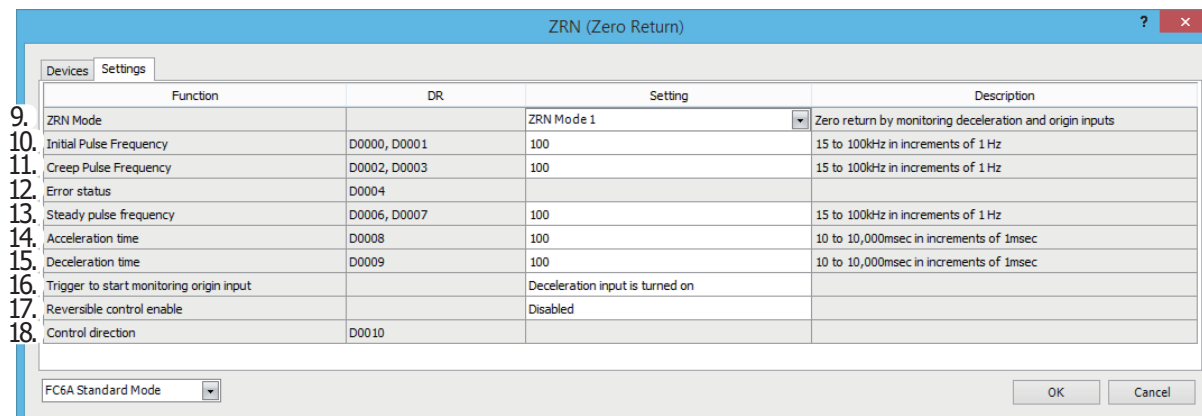 ZRN (Zero Return) ? ×
Devices Settings
Function DR Setting Description
9. ZRN Mode ZRN Mode 1 Zero return by monitoring deceleration and origin inputs
10. Initial Pulse Frequency D0000, D0001 100 15 to 100kHz in increments of 1 Hz
11. Creep Pulse Frequency D0002, D0003 100 15 to 100kHz in increments of 1 Hz
12. Error status D0004
13. Steady pulse frequency D0006, D0007 100 15 to 100kHz in increments of 1 Hz
14. Acceleration time D0008 100 10 to 10,000msec in increments of 1msec
15. Deceleration time D0009 100 10 to 10,000msec in increments of 1msec
16. Trigger to start monitoring origin input Deceleration input is turned on
17. Reversible control enable Disabled
18. Control direction D0010
FC6A Standard Mode OK Cancel